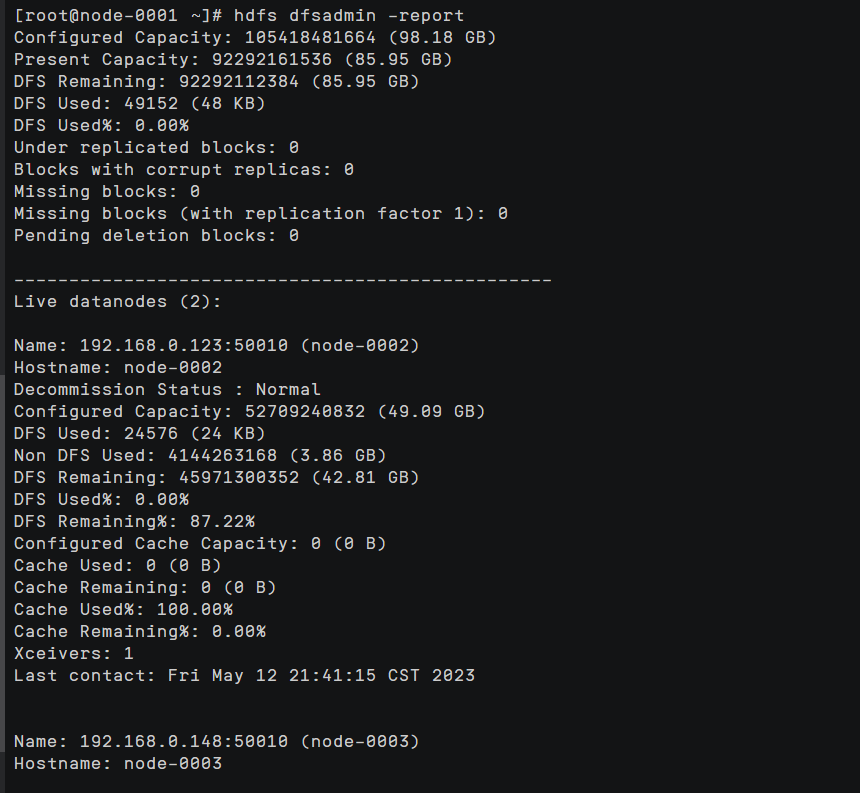 [root@node-0001 ~]# hdfs dfsadmin -report
Configured Capacity: 105418481664 (98.18 GB)
Present Capacity: 92292161536 (85.95 GB)
DFS Remaining: 92292112384 (85.95 GB)
DFS Used: 49152 (48 KB)
DFS Used%: 0.00%
Under replicated blocks: 0
Blocks with corrupt replicas: 0
Missing blocks: 0
Missing blocks (with replication factor 1): 0
Pending deletion blocks: 0
-------------------------------------------------
Live datanodes (2):
Name: 192.168.0.123:50010 (node-0002)
Hostname: node-0002
Decommission Status : Normal
Configured Capacity: 52709240832 (49.09 GB)
DFS Used: 24576 (24 KB)
Non DFS Used: 4144263168 (3.86 GB)
DFS Remaining: 45971300352 (42.81 GB)
DFS Used%: 0.00%
DFS Remaining%: 87.22%
Configured Cache Capacity: 0 (0 B)
Cache Used: 0 (0 B)
Cache Remaining: 0 (0 B)
Cache Used%: 100.00%
Cache Remaining%: 0.00%
Xceivers: 1
Last contact: Fri May 12 21:41:15 CST 2023
Name: 192.168.0.148:50010 (node-0003)
Hostname: node-0003